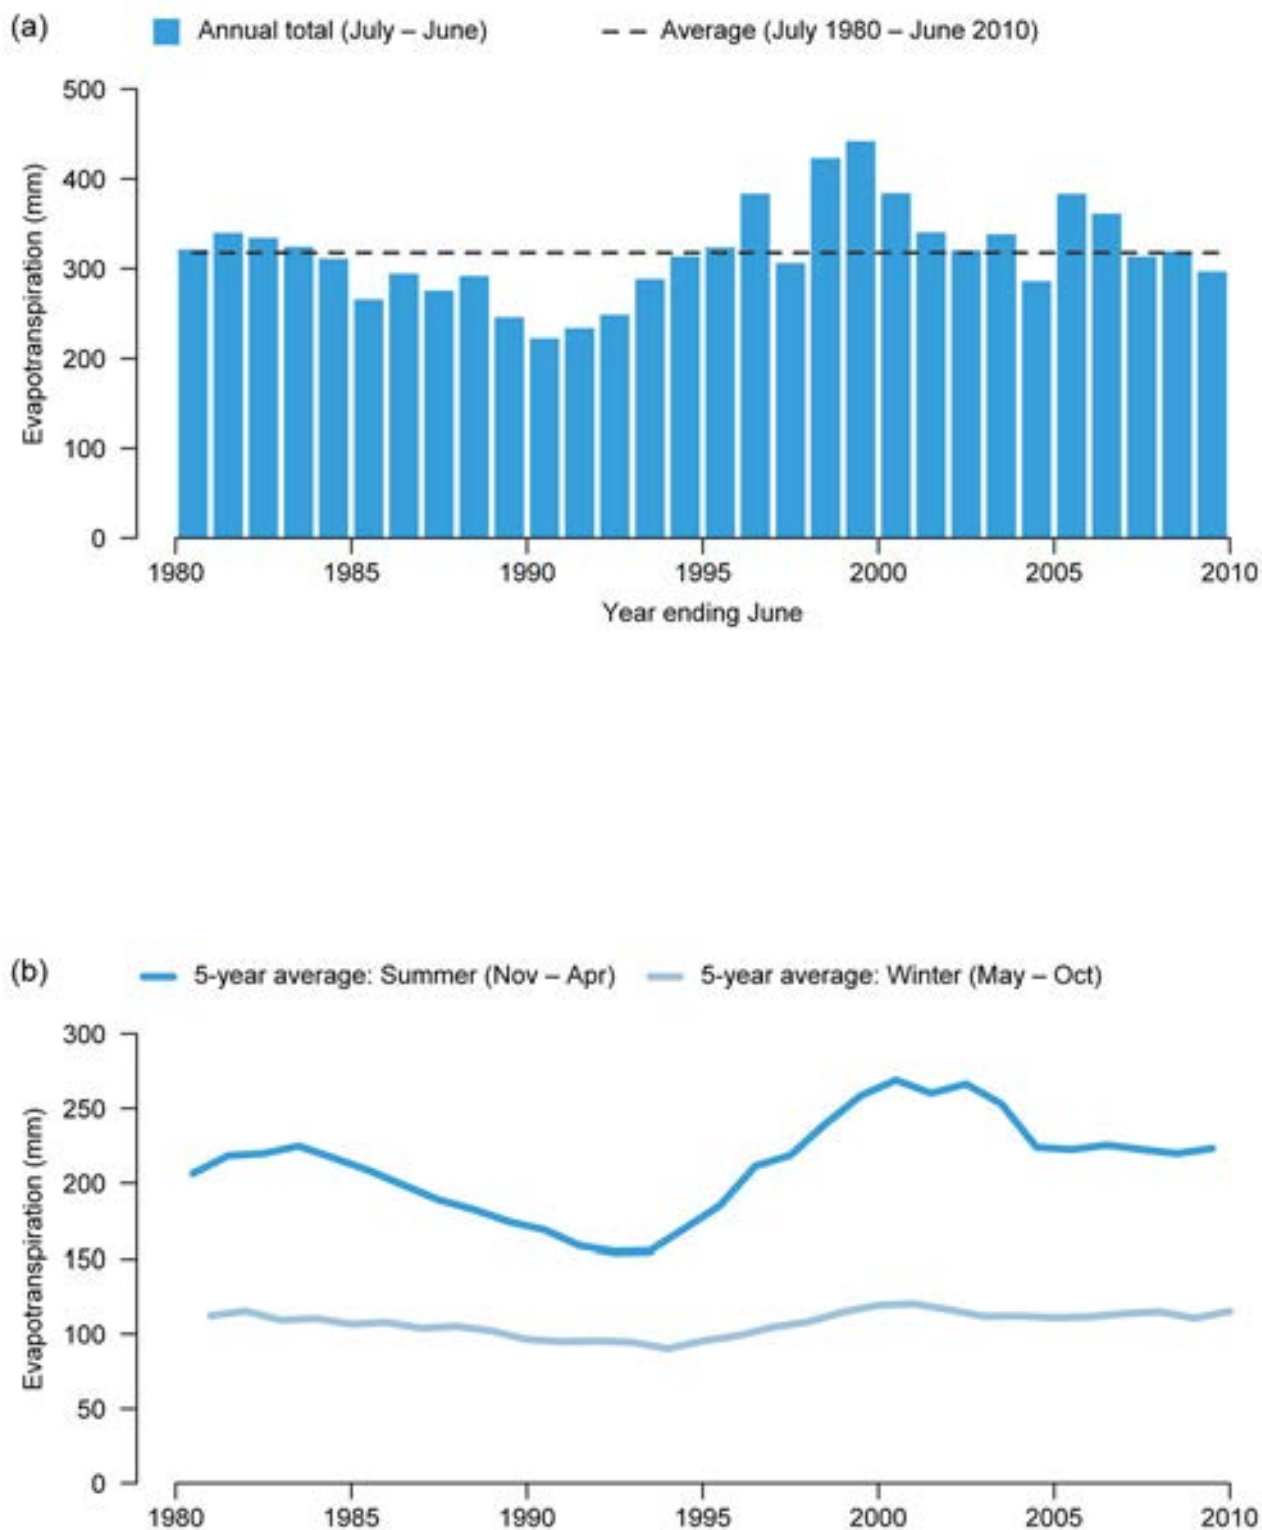 (a) Annual total (July – June) Average (July 1980 – June 2010)
500
400
300
200
100
0
Evapotranspiration (mm)
1980 1985 1990 1995 2000 2005 2010
Year ending June
(b) 5-year average: Summer (Nov – Apr) 5-year average: Winter (May – Oct)
300
250
200
150
100
50
0
Evapotranspiration (mm)
1980 1985 1990 1995 2000 2005 2010